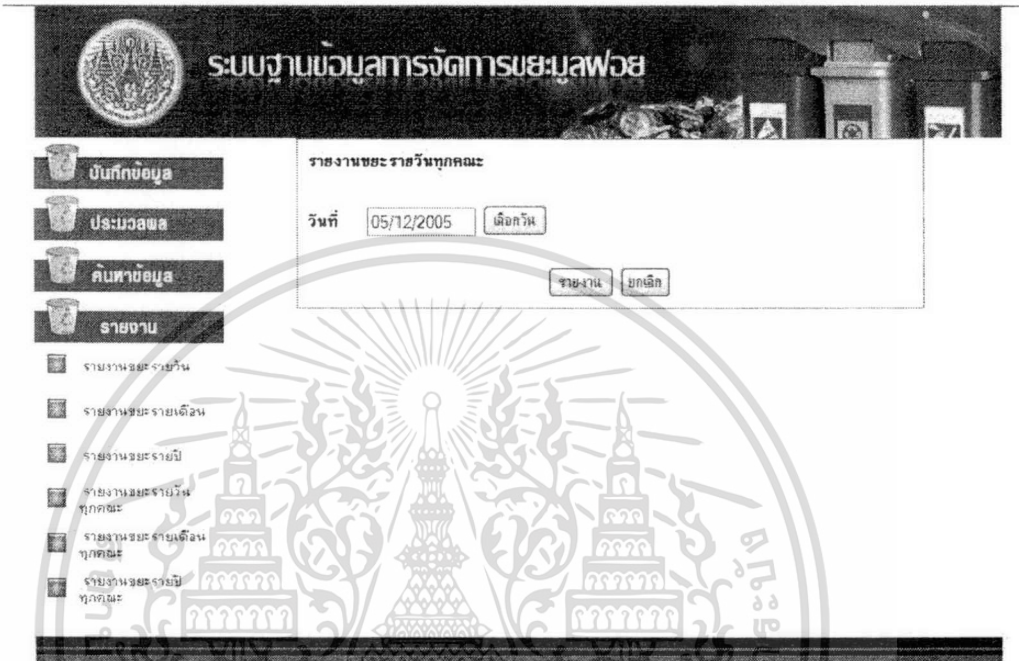 ระบบฐานข้อมูลการจัดการขยะมูลฝอย
บันทึกข้อมูล
ประมวลผล
ค้นหาข้อมูล
รายงาน
รายงานขยะรายวัน
รายงานขยะรายเดือน
รายงานขยะรายปี
รายงานขยะรายวัน
ทุกคณะ
รายงานขยะรายเดือน
ทุกคณะ
รายงานขยะรายปี
ทุกคณะ
รายงานขยะรายวันทุกคณะ
วันที่ 05/12/2005 เลือกวัน
รายงาน ยกเลิก